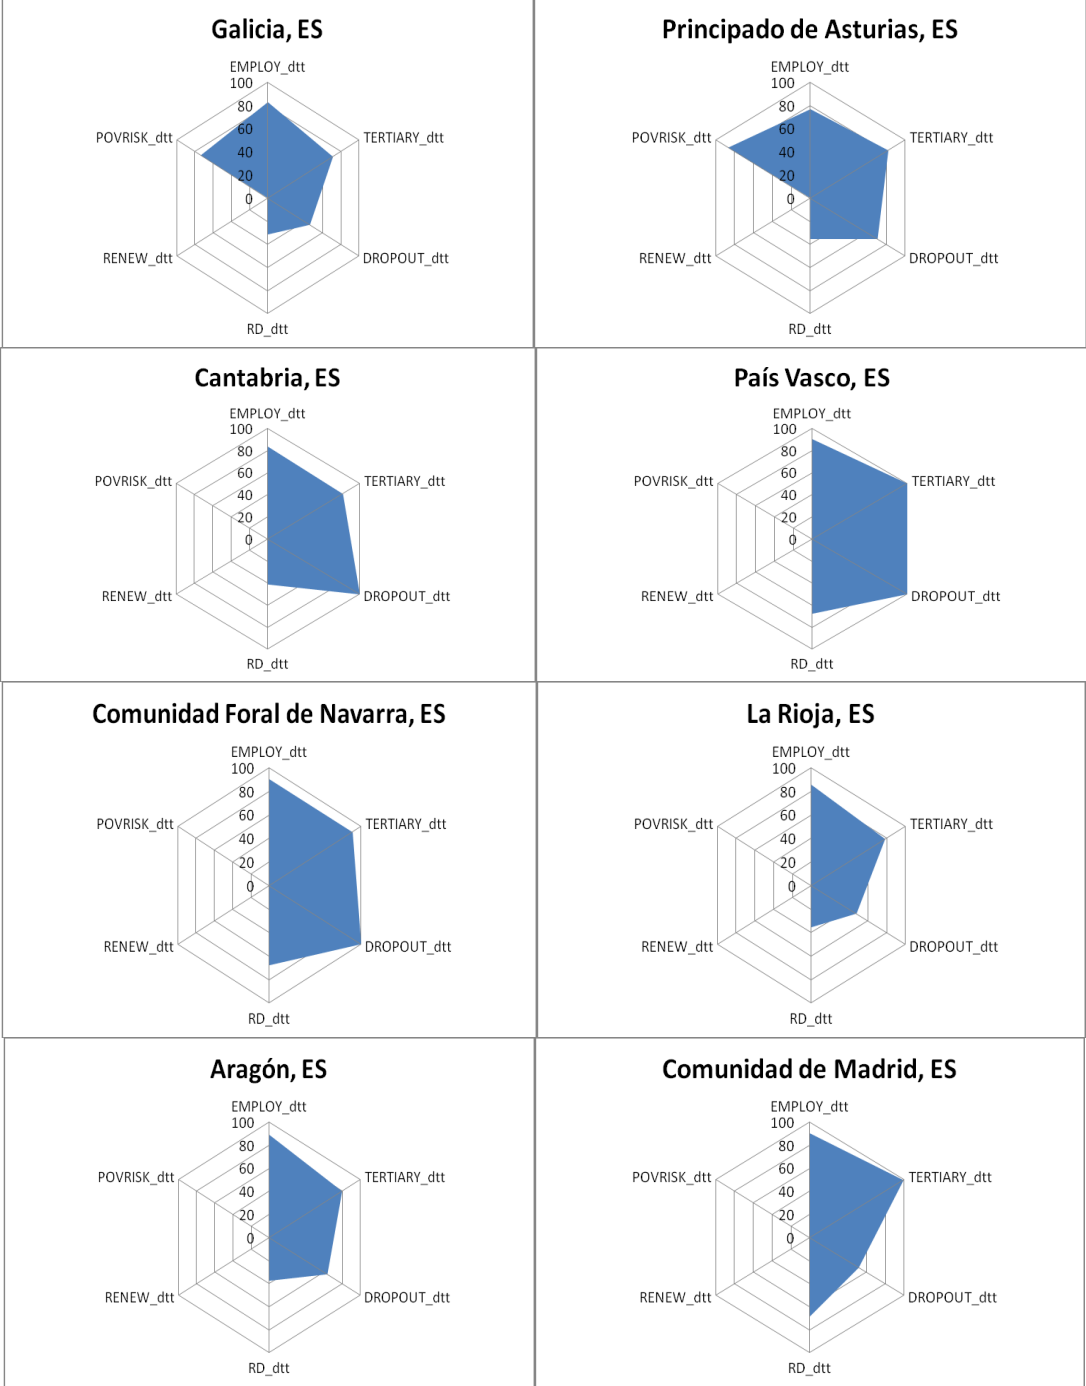 Galicia, ES
EMPLOY_dtt
100
80
60
40
20
0
TERTIARY_dtt
DROPOUT_dtt
RD_dtt
RENEW_dtt
POVRISK_dtt
Principado de Asturias, ES
EMPLOY_dtt
100
80
60
40
20
0
TERTIARY_dtt
DROPOUT_dtt
RD_dtt
RENEW_dtt
POVRISK_dtt
Cantabria, ES
EMPLOY_dtt
100
80
60
40
20
0
TERTIARY_dtt
DROPOUT_dtt
RD_dtt
RENEW_dtt
POVRISK_dtt
País Vasco, ES
EMPLOY_dtt
100
80
60
40
20
0
TERTIARY_dtt
DROPOUT_dtt
RD_dtt
RENEW_dtt
POVRISK_dtt
Comunidad Foral de Navarra, ES
EMPLOY_dtt
100
80
60
40
20
0
TERTIARY_dtt
DROPOUT_dtt
RD_dtt
RENEW_dtt
POVRISK_dtt
La Rioja, ES
EMPLOY_dtt
100
80
60
40
20
0
TERTIARY_dtt
DROPOUT_dtt
RD_dtt
RENEW_dtt
POVRISK_dtt
Aragón, ES
EMPLOY_dtt
100
80
60
40
20
0
TERTIARY_dtt
DROPOUT_dtt
RD_dtt
RENEW_dtt
POVRISK_dtt
Comunidad de Madrid, ES
EMPLOY_dtt
100
80
60
40
20
0
TERTIARY_dtt
DROPOUT_dtt
RD_dtt
RENEW_dtt
POVRISK_dtt